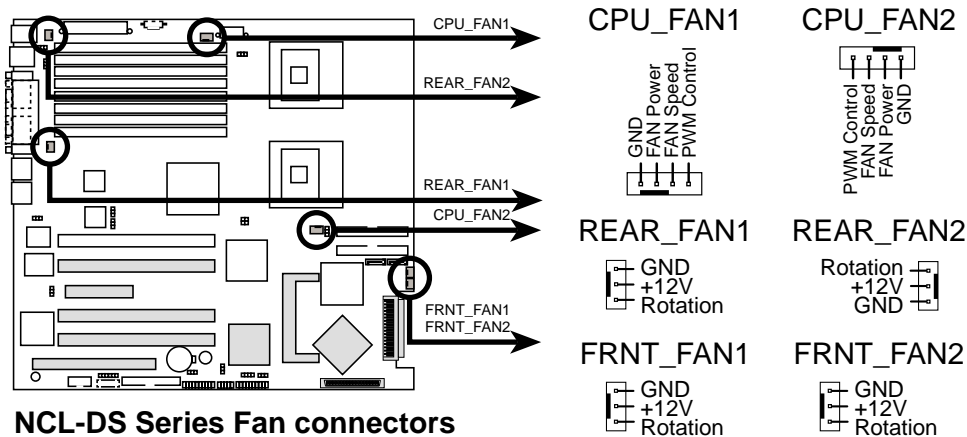 CPU_FAN1
REAR_FAN2
REAR_FAN1
CPU_FAN2
FRNT_FAN1
FRNT_FAN2
NCL-DS Series Fan connectors
CPU_FAN1
GND
FAN Power
FAN Speed
PWM Control
CPU_FAN2
PWM Control
FAN Speed
FAN Power
GND
REAR_FAN1
GND
+12V
Rotation
REAR_FAN2
Rotation
+12V
GND
FRNT_FAN1
GND
+12V
Rotation
FRNT_FAN2
GND
+12V
Rotation